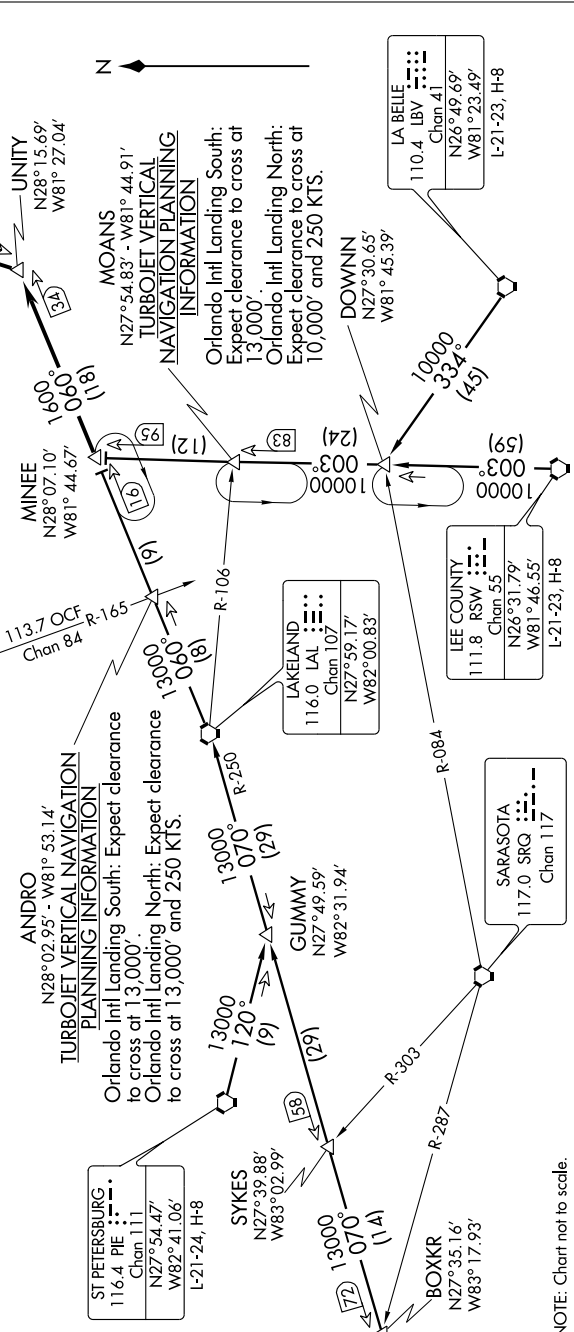 UNITY
N28°15.69'
W81° 27.04'
34
1600
060°
(18)
MINEE
N28°07.10'
W81° 44.67'
16
95
(12)
(9)
N
MOANS
N27°54.83' - W81° 44.91'
TURBOJET VERTICAL
NAVIGATION PLANNING
INFORMATION
Orlando Intl Landing South:
Expect clearance to cross at
13,000'.
Orlando Intl Landing North:
Expect clearance to cross at
10,000' and 250 KTS.
83
(24)
003°
10000
DOWNN
N27°30.65'
W81° 45.39'
LA BELLE
110.4 LBV
Chan 41
N26°49.69'
W81°23.49'
L-21-23, H-8
10000
334°
(45)
(59)
003°
10000
LEE COUNTY
111.8 RSW
Chan 55
N26°31.79'
W81°46.55'
L-21-23, H-8
113.7 OCF
Chan 84
R-165
ANDRO
N28°02.95' - W81° 53.14'
TURBOJET VERTICAL NAVIGATION
PLANNING INFORMATION
Orlando Intl Landing South: Expect clearance
to cross at 13,000'.
Orlando Intl Landing North: Expect clearance
to cross at 13,000' and 250 KTS.
13000
060°
(8)
R-106
LAKELAND
116.0 LAL
Chan 107
N27°59.17'
W82°00.83'
R-250
13000
070°
(29)
GUMMY
N27°49.59'
W82°31.94'
13000
120°
(9)
ST PETERSBURG
116.4 PIE
Chan 111
N27°54.47'
W82°41.06'
L-21-24, H-8
(29)
58
SYKES
N27°39.88'
W83°02.99'
13000
070°
(14)
72
BOXKR
N27°35.16'
W83°17.93'
R-084
R-303
R-287
SARASOTA
117.0 SRQ
Chan 117
NOTE: Chart not to scale.